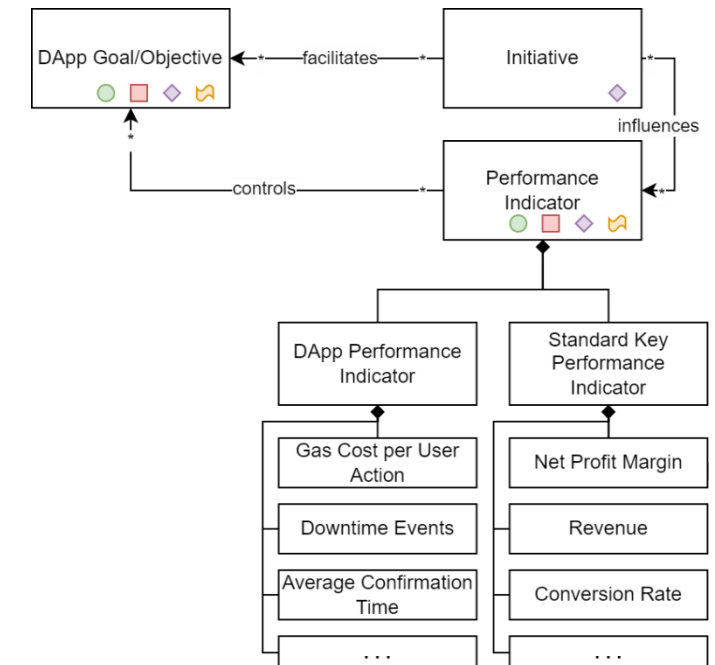 DApp Goal/Objective
* facilitates *
Initiative
*
influences
*
*
controls
*
Performance
Indicator
DApp Performance
Indicator
Standard Key
Performance
Indicator
Gas Cost per User
Action
Net Profit Margin
Downtime Events
Revenue
Average Confirmation
Time
Conversion Rate
. . .
. . .